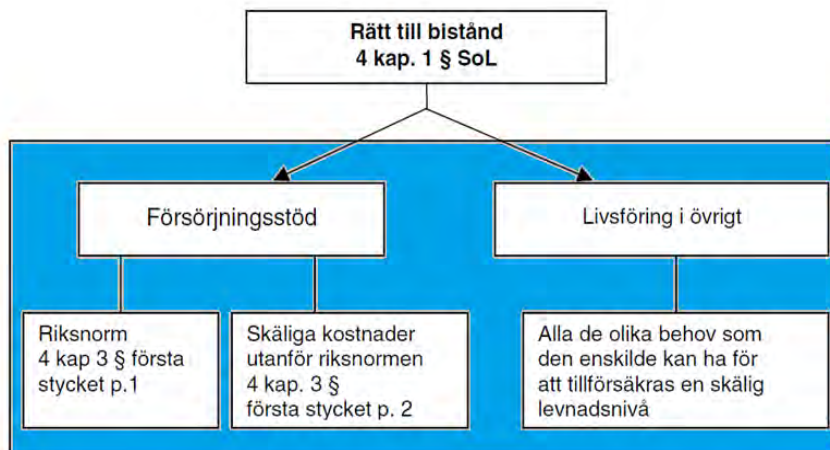 Rätt till bistånd
4 kap. 1 § SoL
Försörjningsstöd
Livsföring i övrigt
Riksnorm
4 kap 3 § första
stycket p.1
Skäliga kostnader
utanför riksnormen
4 kap. 3 §
första stycket p. 2
Alla de olika behov som
den enskilde kan ha för
att tillförsäkras en skälig
levnadsnivå